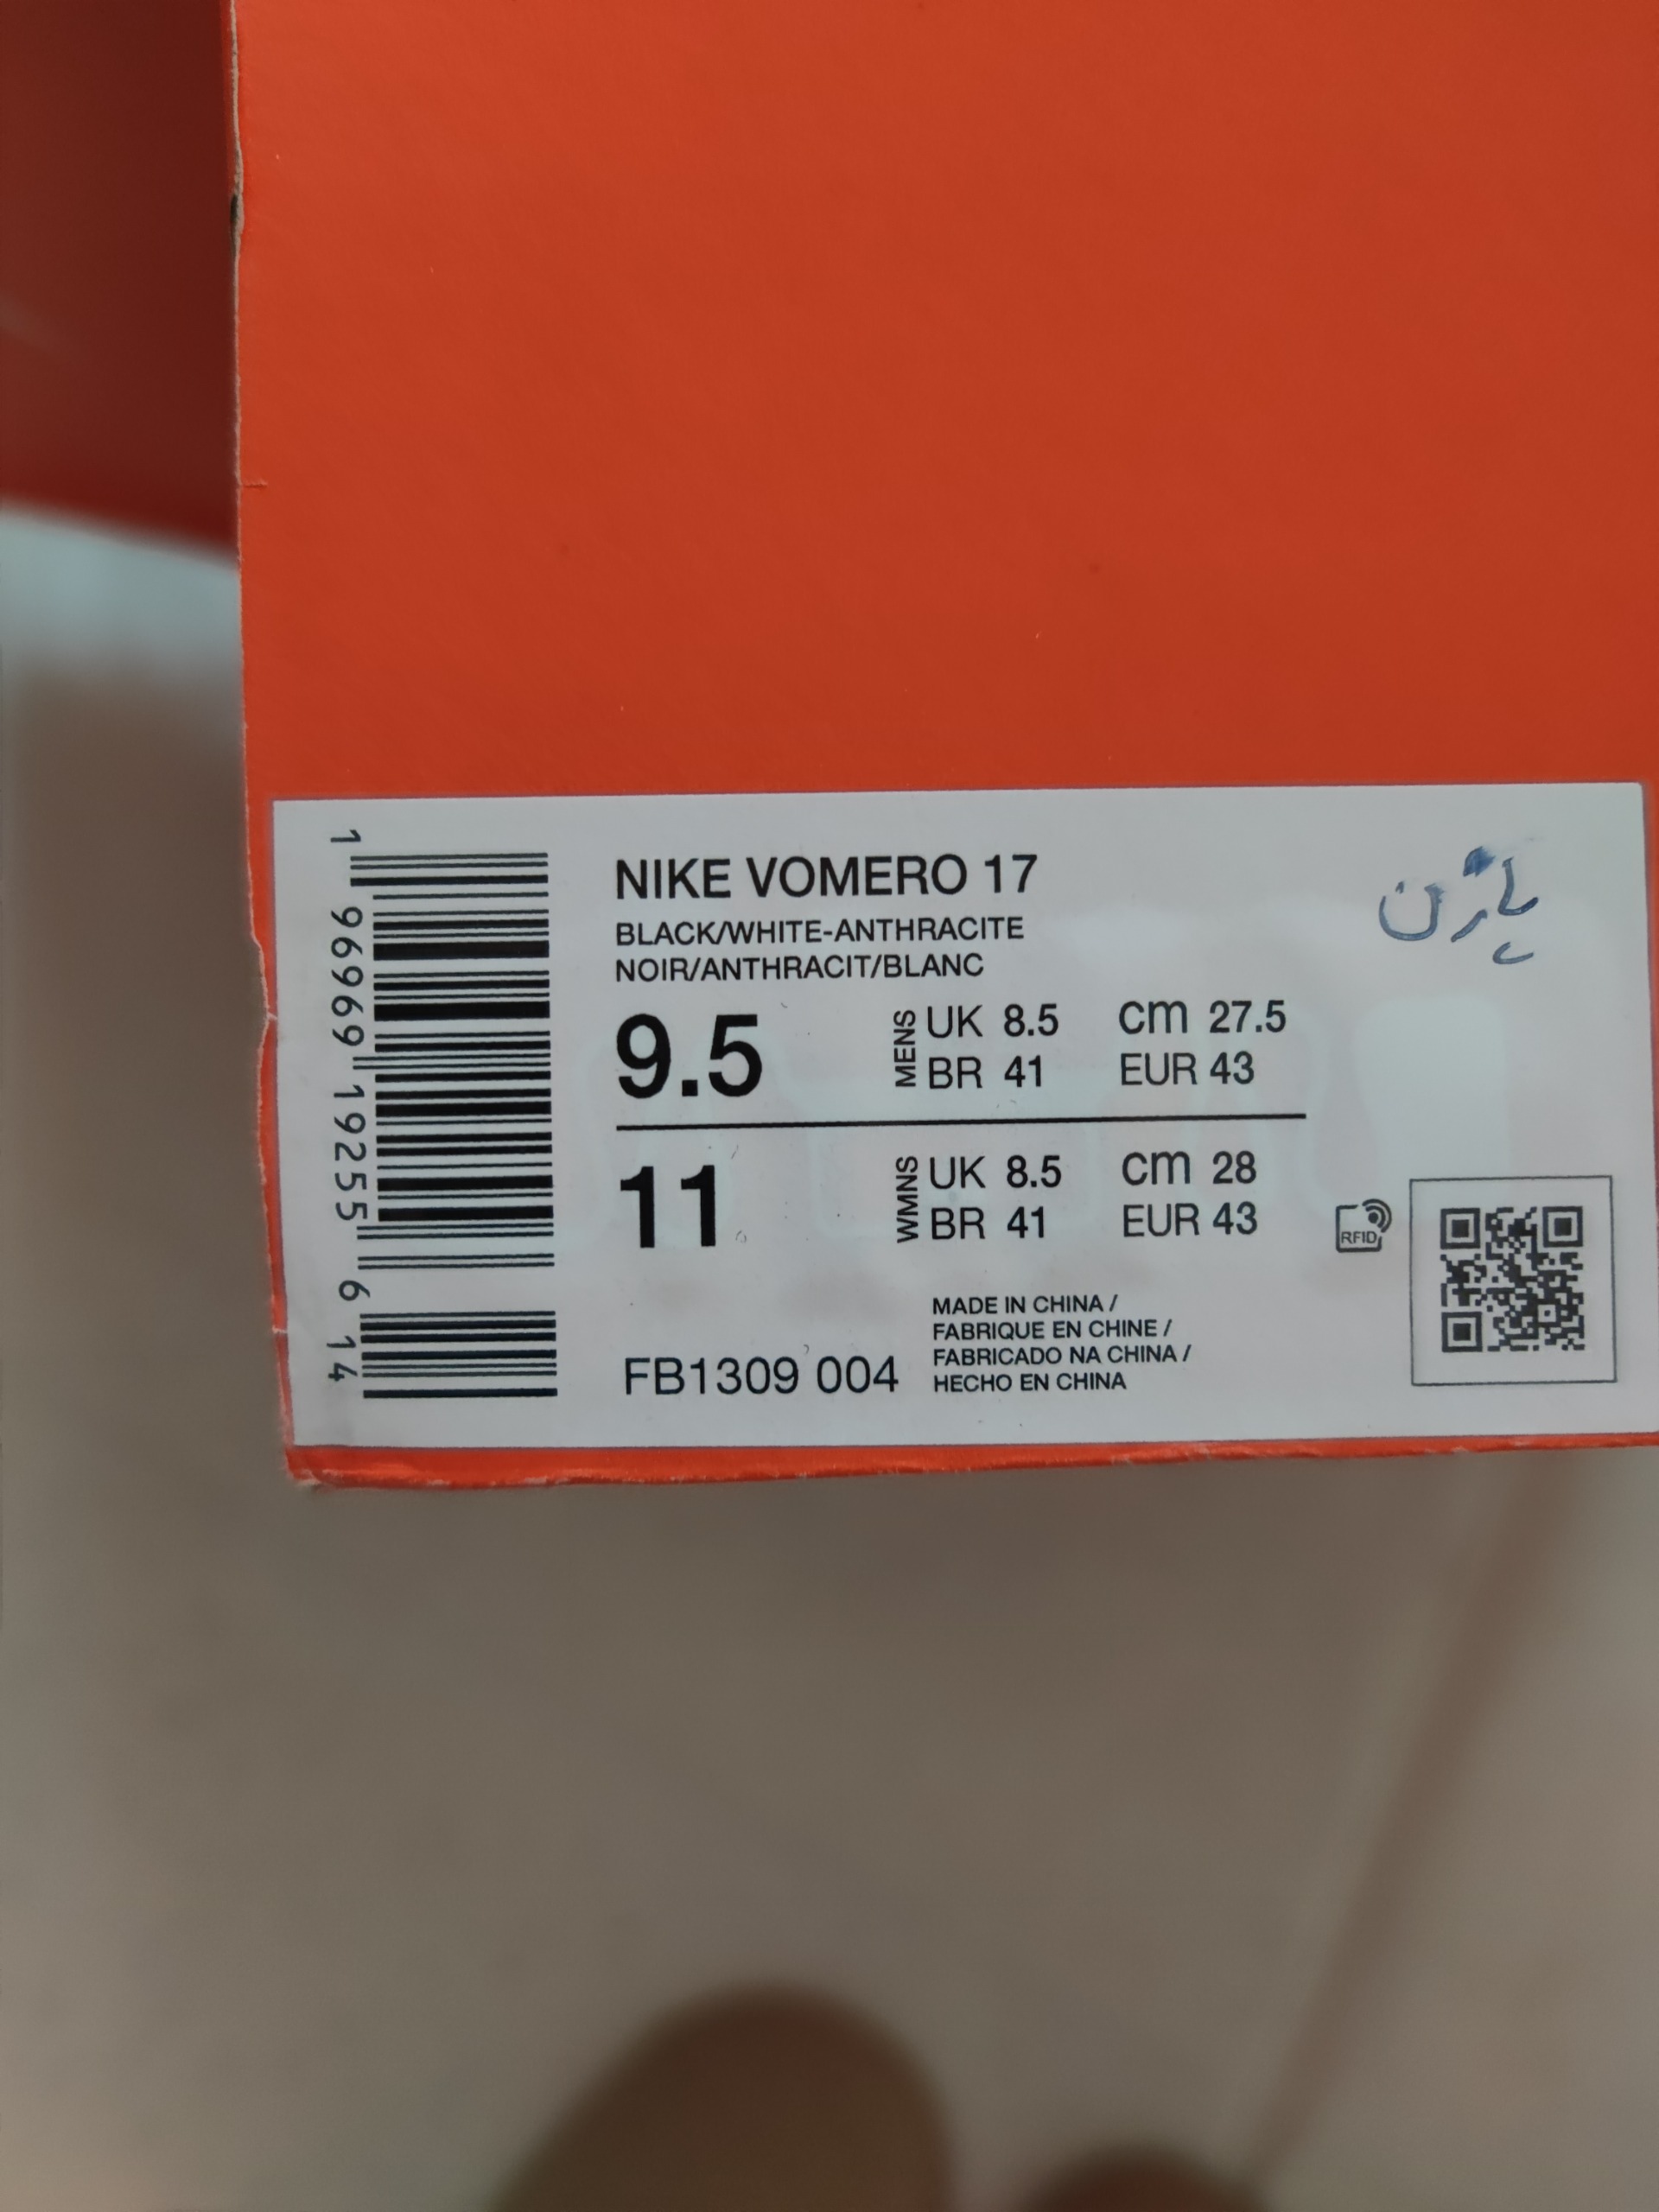 NIKE VOMERO 17
BLACK/WHITE-ANTHRACITE
NOIR/ANTHRACIT/BLANC
9.5 MENS UK 8.5 cm 27.5
BR 41 EUR 43
11 WMNS UK 8.5 cm 28
BR 41 EUR 43
RFID
FB1309 004
MADE IN CHINA /
FABRIQUE EN CHINE /
FABRICADO NA CHINA /
HECHO EN CHINA
1 96969 19255 6 14